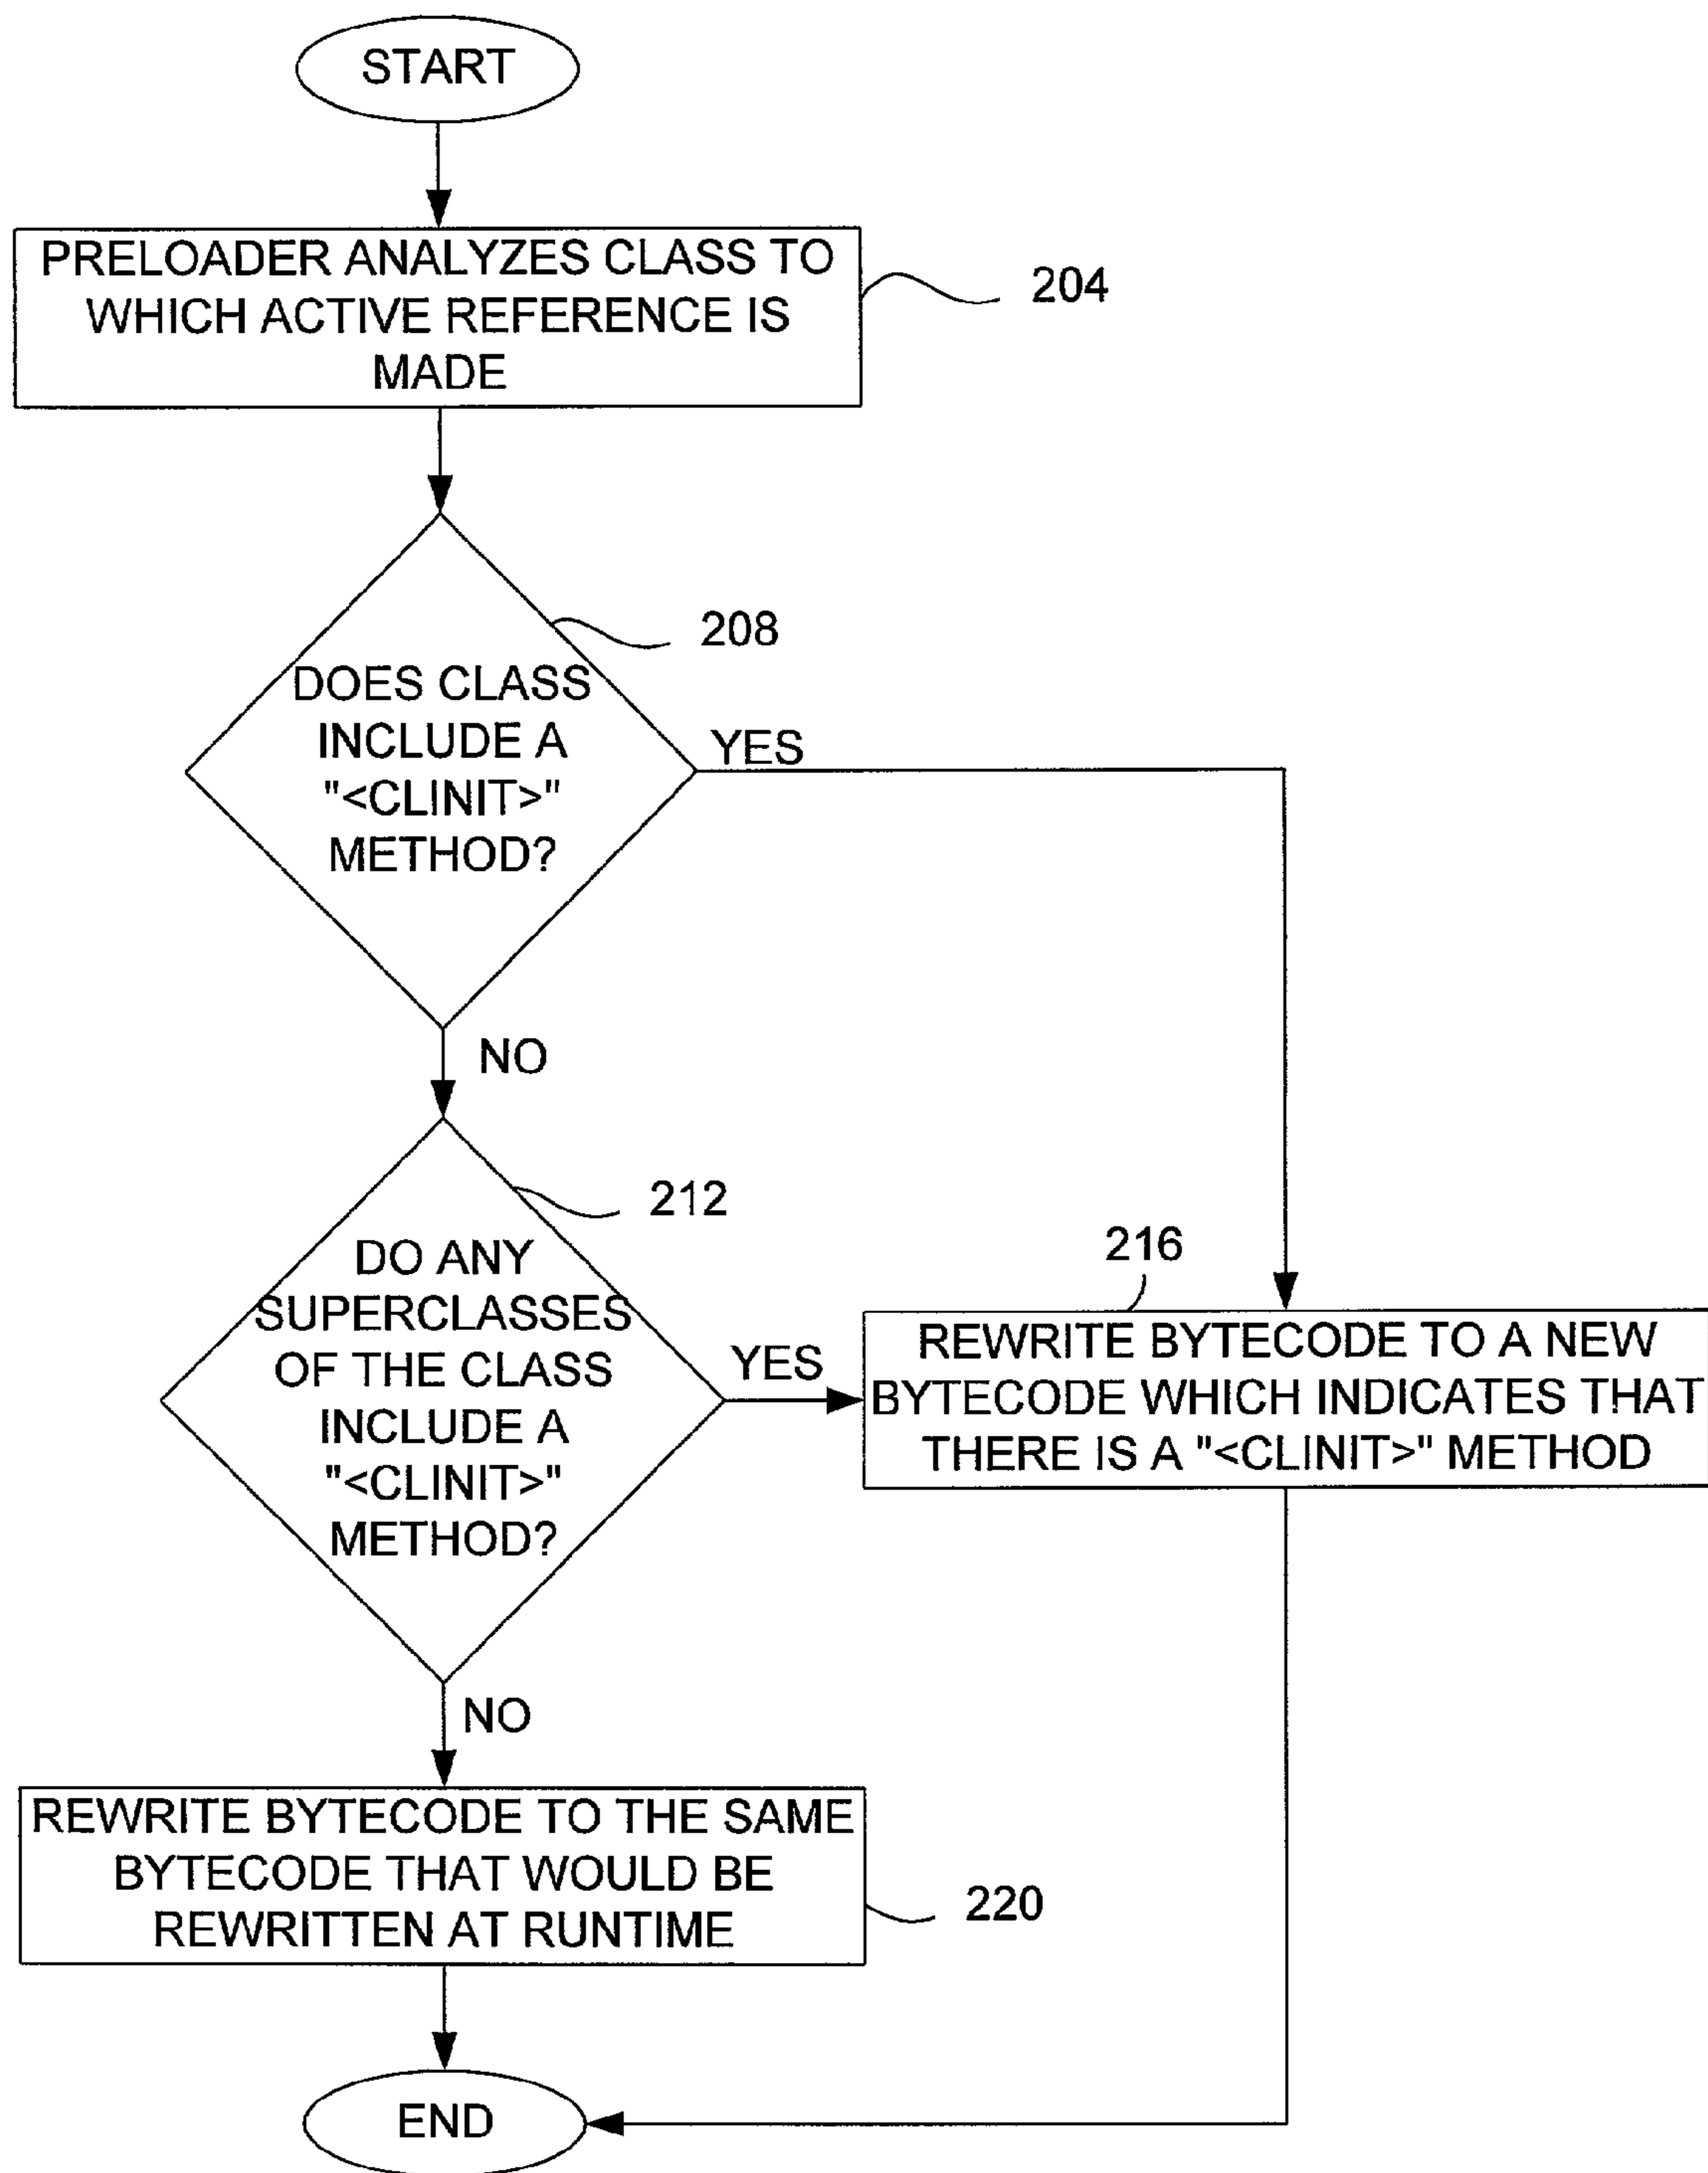 START
PRELOADER ANALYZES CLASS TO
WHICH ACTIVE REFERENCE IS
MADE
204
208
DOES CLASS
INCLUDE A
"<CLINIT>"
METHOD?
YES
NO
212
DO ANY
SUPERCLASSES
OF THE CLASS
INCLUDE A
"<CLINIT>"
METHOD?
YES
216
REWRITE BYTECODE TO A NEW
BYTECODE WHICH INDICATES THAT
THERE IS A "<CLINIT>" METHOD
NO
REWRITE BYTECODE TO THE SAME
BYTECODE THAT WOULD BE
REWRITTEN AT RUNTIME
220
END